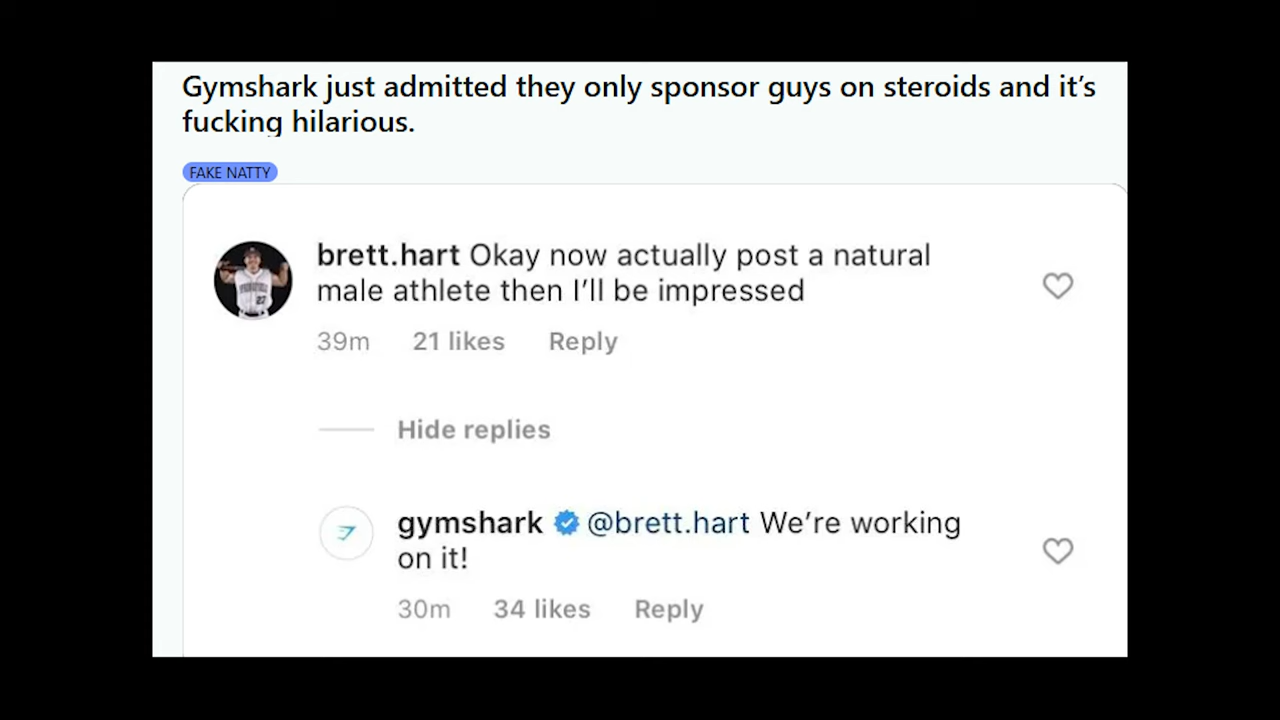 Gymshark just admitted they only sponsor guys on steroids and it’s
fucking hilarious.
FAKE NATTY
brett.hart Okay now actually post a natural
male athlete then I’ll be impressed
39m 21 likes Reply
Hide replies
gymshark @brett.hart We’re working
on it!
30m 34 likes Reply